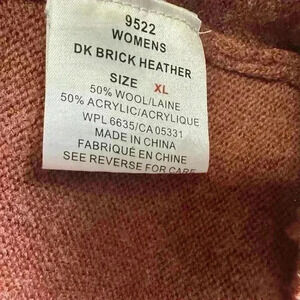 9522
WOMENS
DK BRICK HEATHER
SIZE XL
50% WOOL/LAINE
50% ACRYLIC/ACRYLIQUE
WPL 6635/CA 05331
MADE IN CHINA
FABRIQUÉ EN CHINE
SEE REVERSE FOR CARE